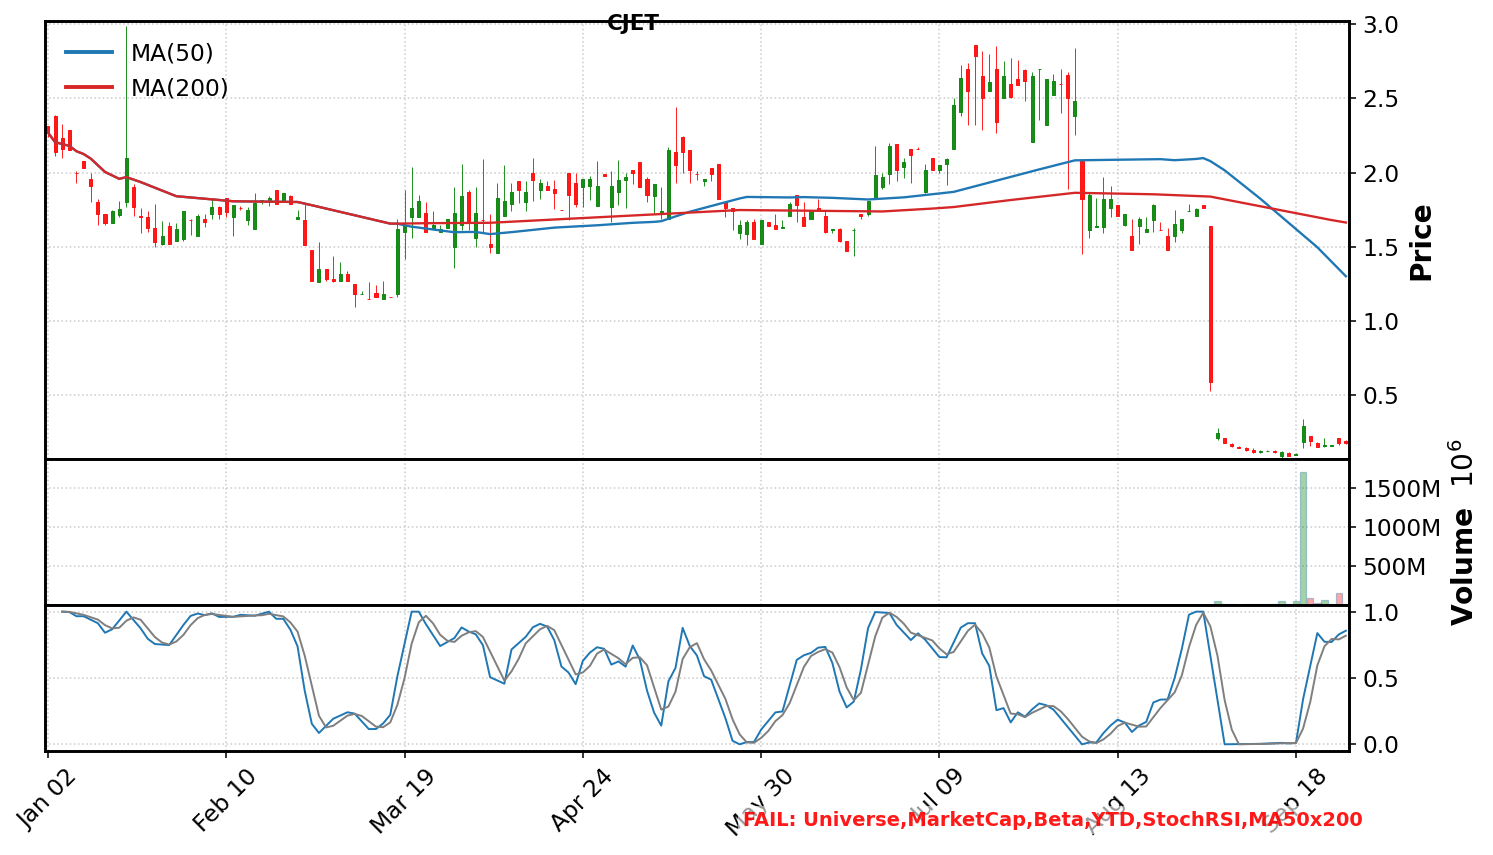 CJET
MA(50)
MA(200)
3.0
2.5
2.0
1.5
1.0
0.5
Price
1500M
1000M
500M
Volume 10^6
1.0
0.5
0.0
Jan 02
Feb 10
Mar 19
Apr 24
May 30
Jul 09
Aug 13
Sep 18
FAIL: Universe,MarketCap,Beta,YTD,StochRSI,MA50x200